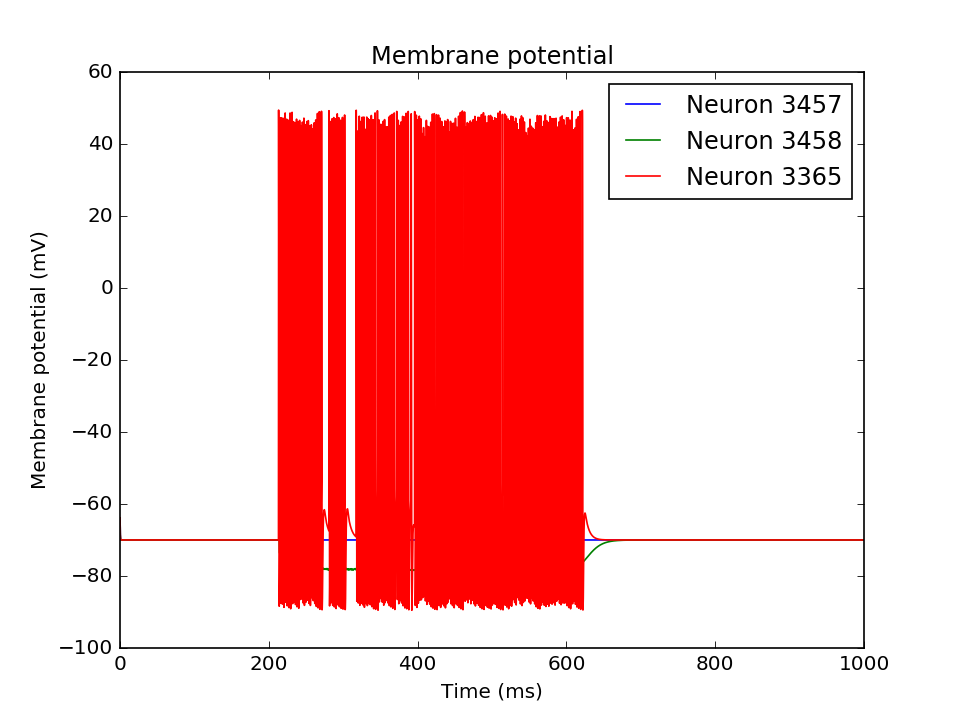 Membrane potential
60
40
20
0
−20
−40
−60
−80
−100
Membrane potential (mV)
Neuron 3457
Neuron 3458
Neuron 3365
0 200 400 600 800 1000
Time (ms)